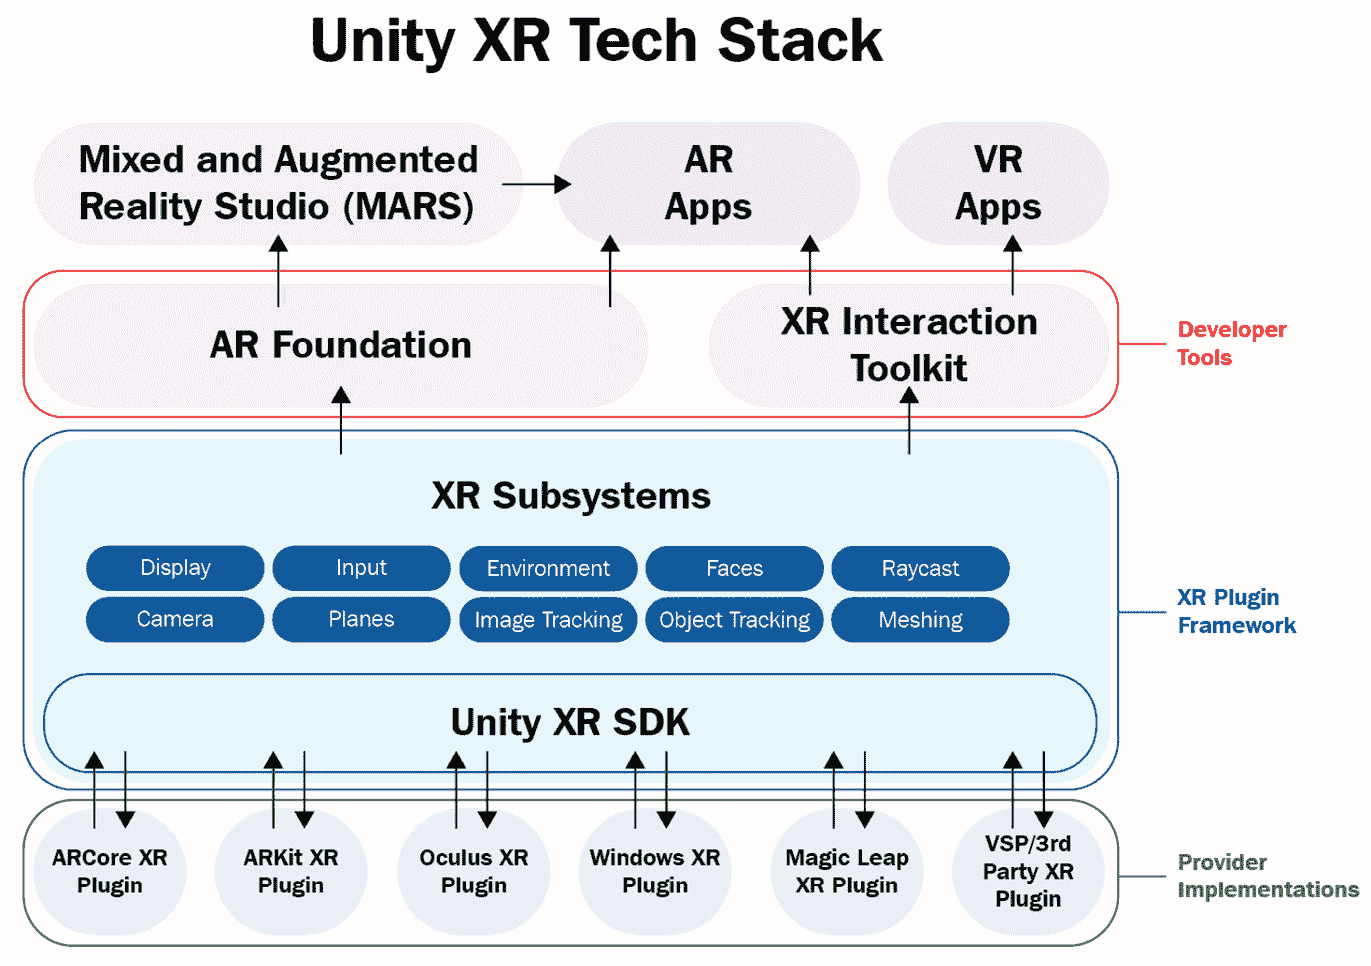 Unity XR Tech Stack
Mixed and Augmented
Reality Studio (MARS)
AR
Apps
VR
Apps
AR Foundation
XR Interaction
Toolkit
Developer
Tools
XR Subsystems
Display
Input
Environment
Faces
Raycast
Camera
Planes
Image Tracking
Object Tracking
Meshing
XR Plugin
Framework
Unity XR SDK
ARCore XR
Plugin
ARKit XR
Plugin
Oculus XR
Plugin
Windows XR
Plugin
Magic Leap
XR Plugin
VSP/3rd
Party XR
Plugin
Provider
Implementations